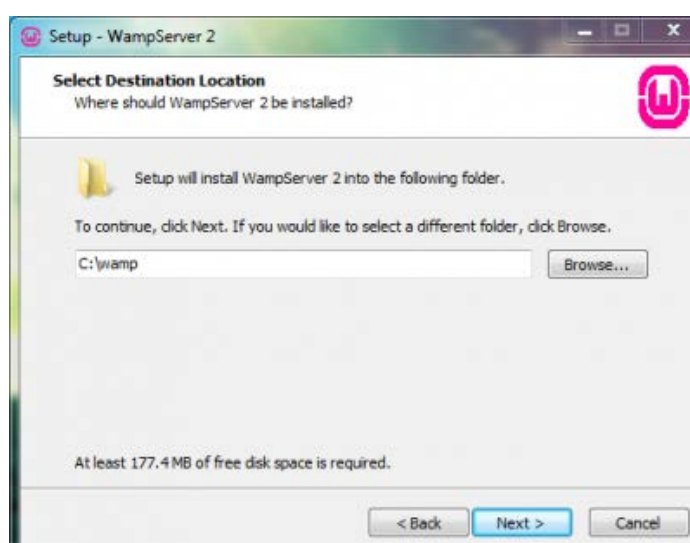 Setup - WampServer 2
Select Destination Location
Where should WampServer 2 be installed?
Setup will install WampServer 2 into the following folder.
To continue, click Next. If you would like to select a different folder, click Browse.
C:\wamp
Browse...
At least 177.4 MB of free disk space is required.
< Back Next > Cancel